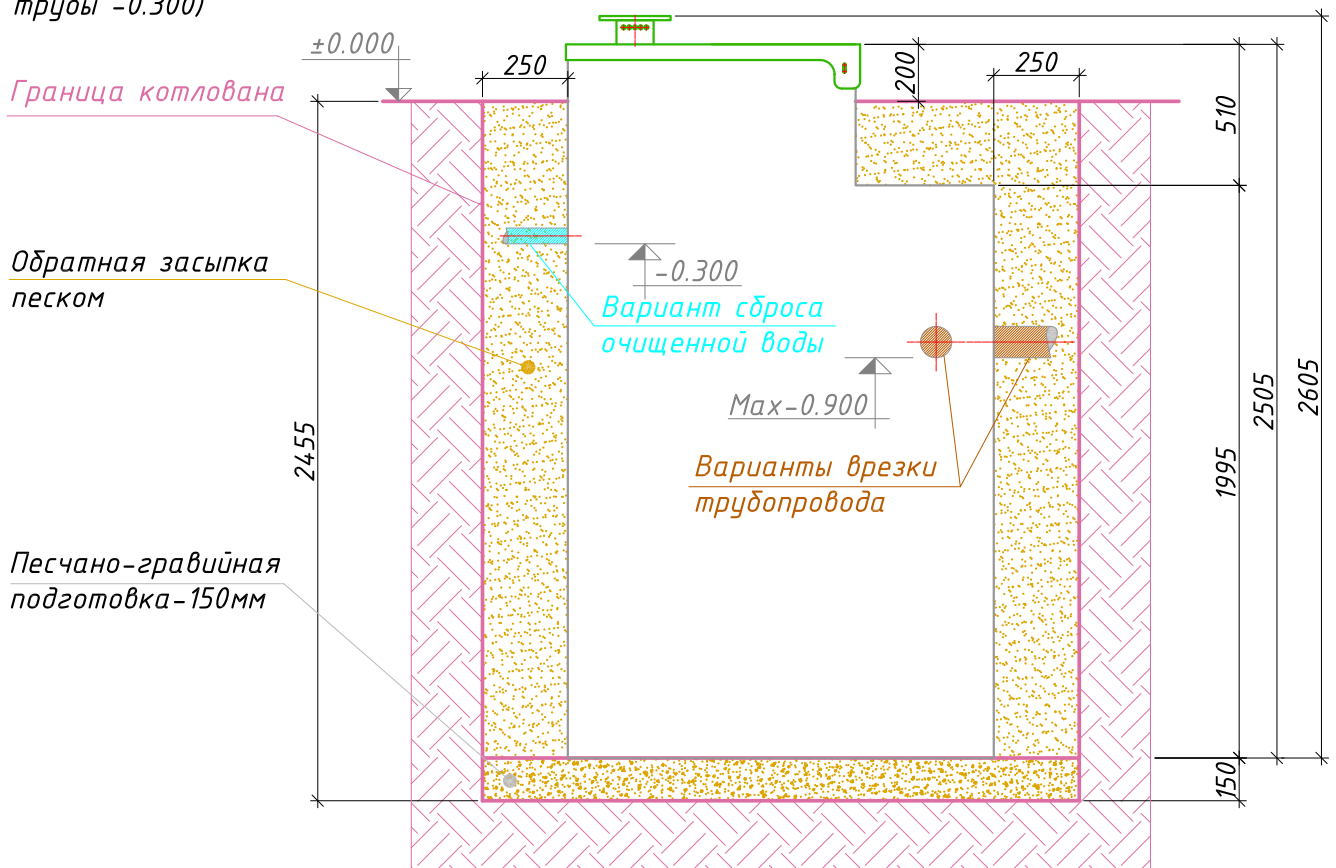 трубы -0.300)
±0.000
250
200
250
Граница котлована
510
Обратная засыпка
песком
-0.300
Вариант сброса
очищенной воды
Max-0.900
2455
2505
2605
1995
Варианты врезки
трубопровода
Песчано-гравийная
подготовка-150мм
150